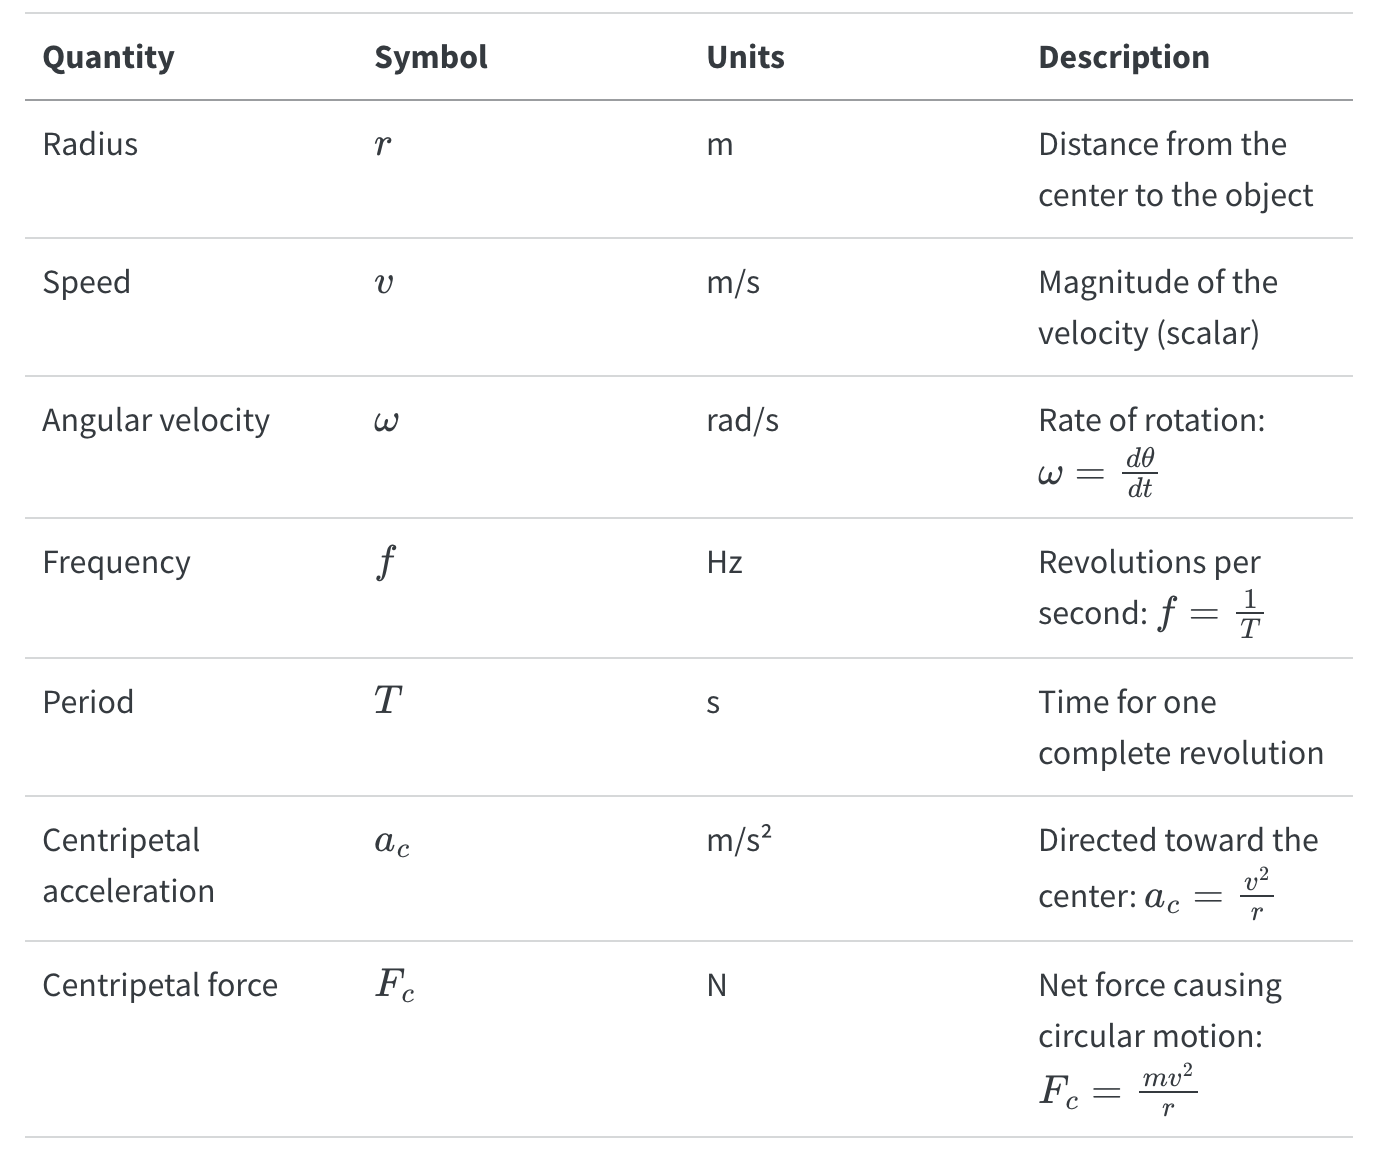 Quantity Symbol Units Description
Radius r m Distance from the
center to the object
Speed v m/s Magnitude of the
velocity (scalar)
Angular velocity ω rad/s Rate of rotation:
ω = dθ/dt
Frequency f Hz Revolutions per
second: f = 1/T
Period T s Time for one
complete revolution
Centripetal a_c m/s² Directed toward the
acceleration center: a_c = v²/r
Centripetal force F_c N Net force causing
circular motion:
F_c = mv²/r